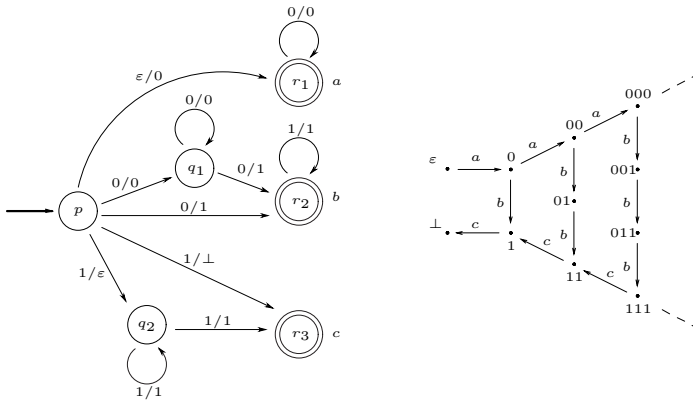 0/0
ε/0
r₁ a
0/0
1/1
q₁
0/0
0/1
r₂ b
p
0/1
1/ε
1/⊥
q₂
1/1
r₃ c
1/1
000
a
00
a
b
ε
a
0
b
001
b
01
b
⊥
c
1
b
011
c
11
b
c
111